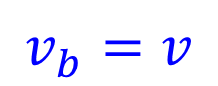 v_b = v